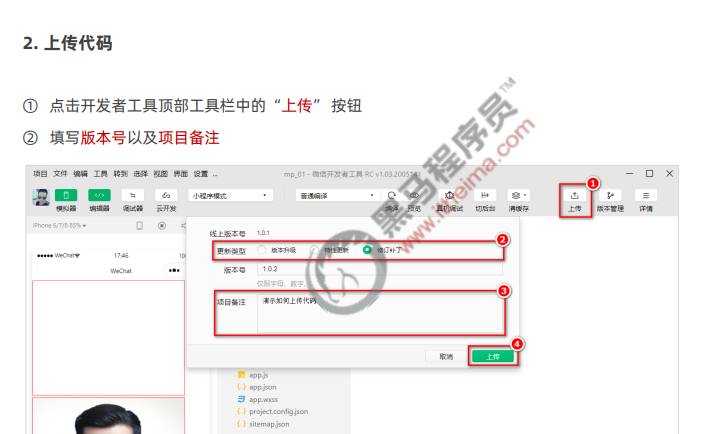 2. 上传代码
① 点击开发者工具顶部工具栏中的“上传” 按钮
② 填写版本号以及项目备注
黑马程序员™
www.itheima.com
项目 文件 编辑 工具 转到 选择 视图 界面 设置 ... mp_01 - 微信开发者工具 RC v1.03.2005141
小程序模式 普通编译
模拟器 编辑器 调试器 云开发 编译 预览 真机调试 切后台 清缓存 上传 版本管理 详情
1
iPhone 6/7/8 85%
WeChat 17:46 100
WeChat
线上版本号 1.0.1
更新类型 版本升级 特性更新 修订补丁
2
版本号 1.0.2
仅限字母、数字、
项目备注 演示如何上传代码
3
取消 上传
4
app.js
app.json
app.wxss
project.config.json
sitemap.json